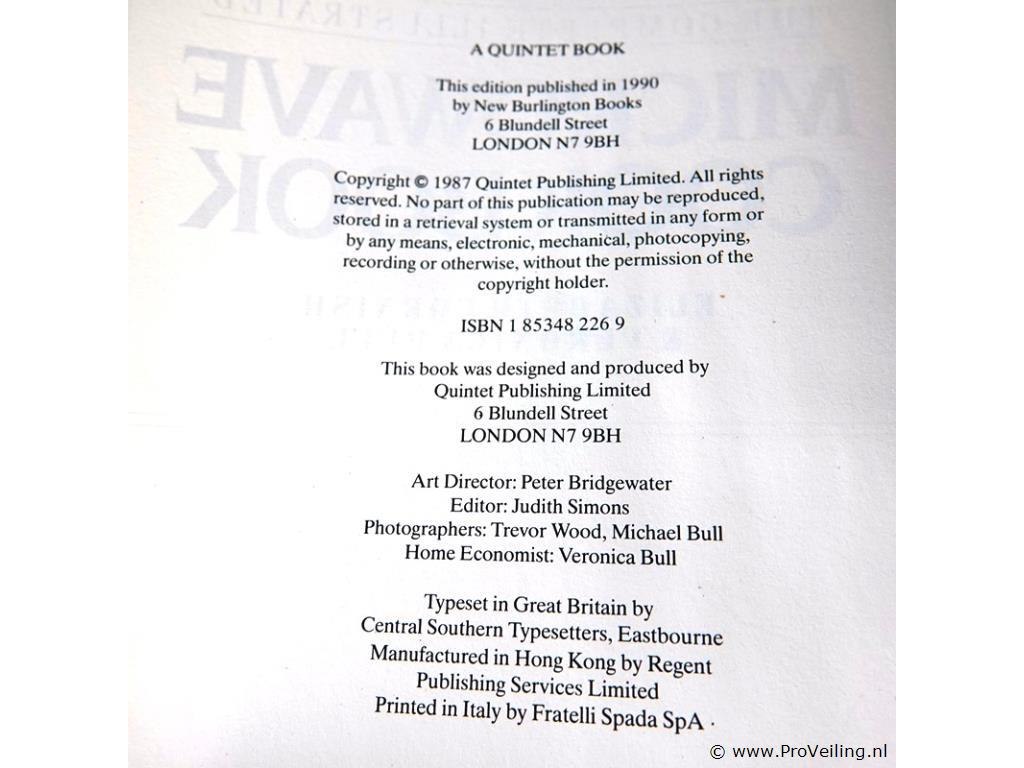 A QUINTET BOOK
This edition published in 1990
by New Burlington Books
6 Blundell Street
LONDON N7 9BH
Copyright © 1987 Quintet Publishing Limited. All rights
reserved. No part of this publication may be reproduced,
stored in a retrieval system or transmitted in any form or
by any means, electronic, mechanical, photocopying,
recording or otherwise, without the permission of the
copyright holder.
ISBN 1 85348 226 9
This book was designed and produced by
Quintet Publishing Limited
6 Blundell Street
LONDON N7 9BH
Art Director: Peter Bridgewater
Editor: Judith Simons
Photographers: Trevor Wood, Michael Bull
Home Economist: Veronica Bull
Typeset in Great Britain by
Central Southern Typesetters, Eastbourne
Manufactured in Hong Kong by Regent
Publishing Services Limited
Printed in Italy by Fratelli Spada SpA
© www.ProVeiling.nl